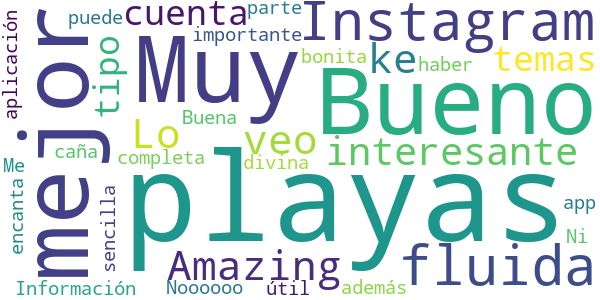 puede
cuenta
parte
Instagram
importante
aplicación
mejor
tipo
Muy
bonita
ke
haber
temas
Bueno
Buena
Lo
veo
interesante
caña
completa
divina
Me
encanta
sencilla
playas
app
Ni
Amazing
fluida
Información
Noooooo
útil
además